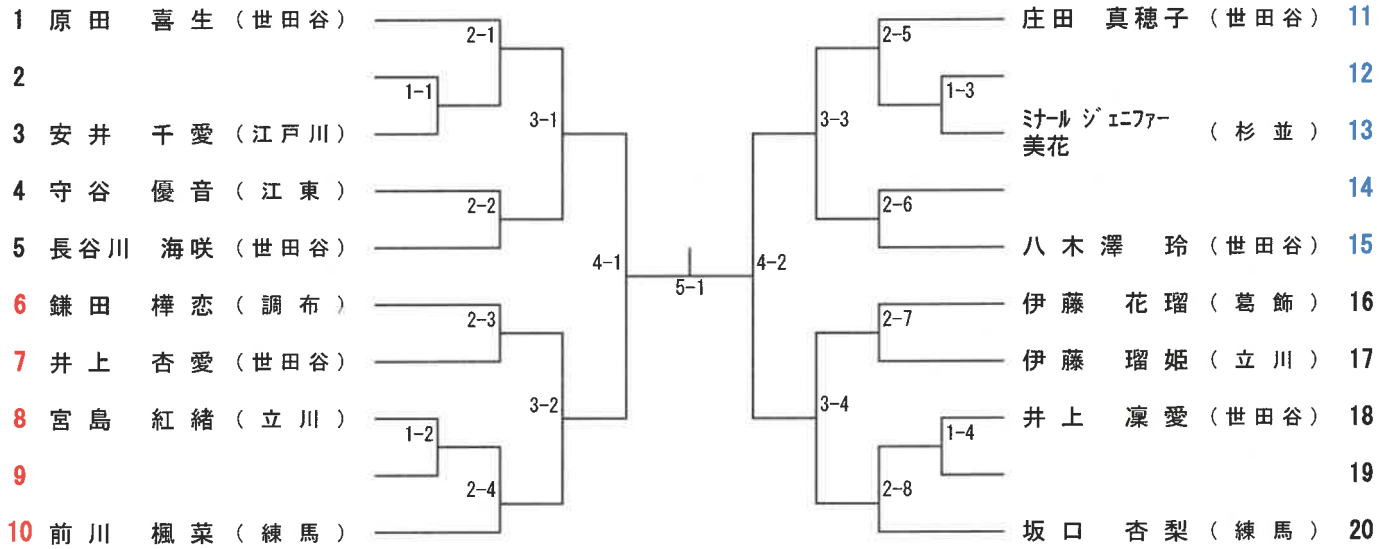 1 原田 喜生 (世田谷)
2
3 安井 千愛 (江戸川)
4 守谷 優音 (江東)
5 長谷川 海咲 (世田谷)
6 鎌田 樺恋 (調布)
7 井上 杏愛 (世田谷)
8 宮島 紅緒 (立川)
9
10 前川 楓菜 (練馬)
2-1
1-1
3-1
2-2
4-1
2-3
3-2
1-2
2-4
5-1
2-5
1-3
3-3
2-6
4-2
2-7
3-4
1-4
2-8
庄田 真穂子 (世田谷) 11
12
ミナール ジェニファー
美花 (杉並) 13
14
八木澤 玲 (世田谷) 15
伊藤 花瑠 (葛飾) 16
伊藤 瑠姫 (立川) 17
井上 凜愛 (世田谷) 18
19
坂口 杏梨 (練馬) 20